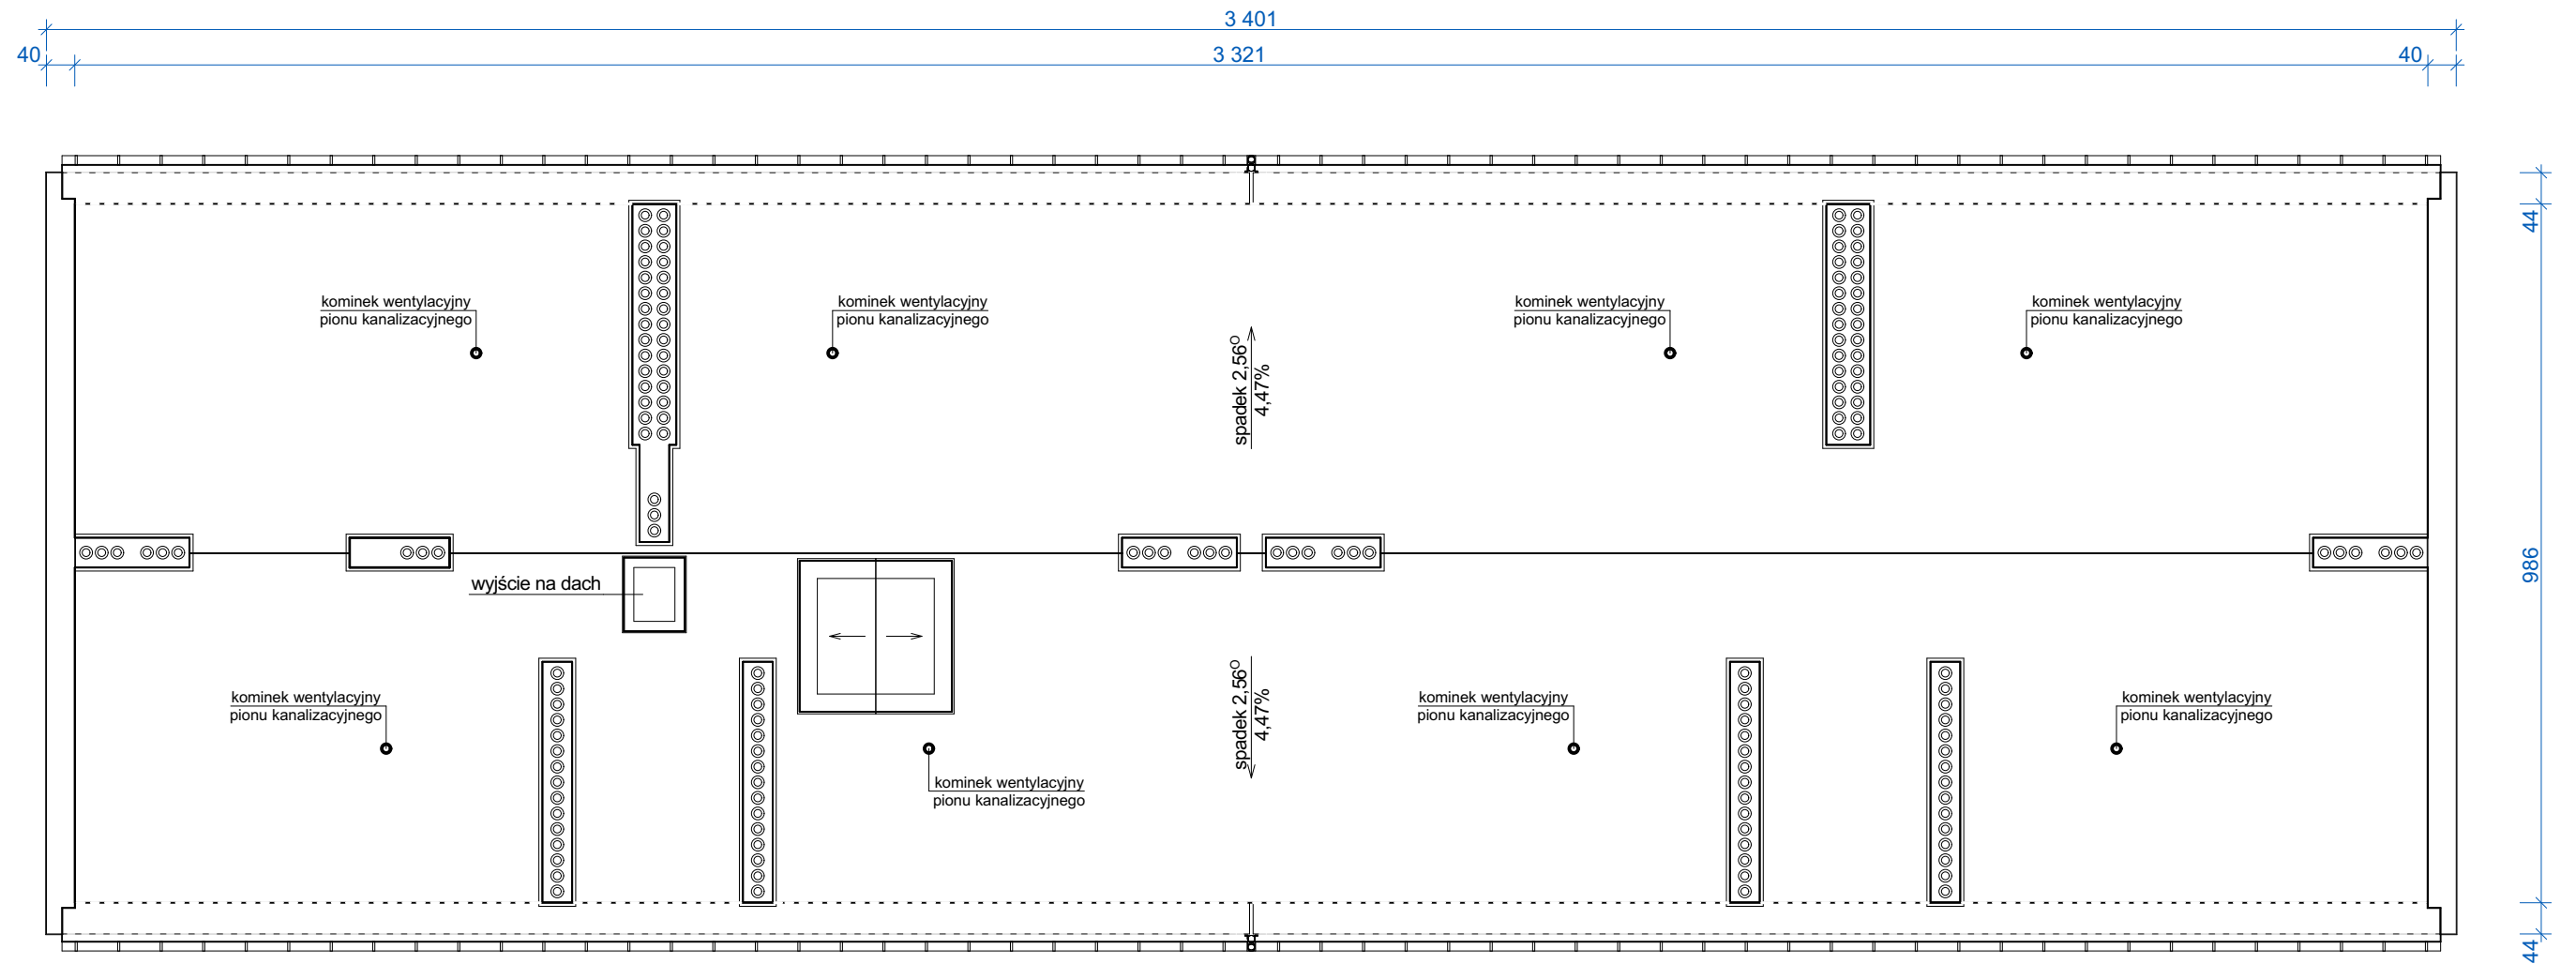 3 401
40
3 321
40
44
kominek wentylacyjny
pionu kanalizacyjnego
kominek wentylacyjny
pionu kanalizacyjnego
kominek wentylacyjny
pionu kanalizacyjnego
kominek wentylacyjny
pionu kanalizacyjnego
spadek 2,56O
4,47%
986
wyjście na dach
kominek wentylacyjny
pionu kanalizacyjnego
spadek 2,56O
4,47%
kominek wentylacyjny
pionu kanalizacyjnego
kominek wentylacyjny
pionu kanalizacyjnego
kominek wentylacyjny
pionu kanalizacyjnego
44